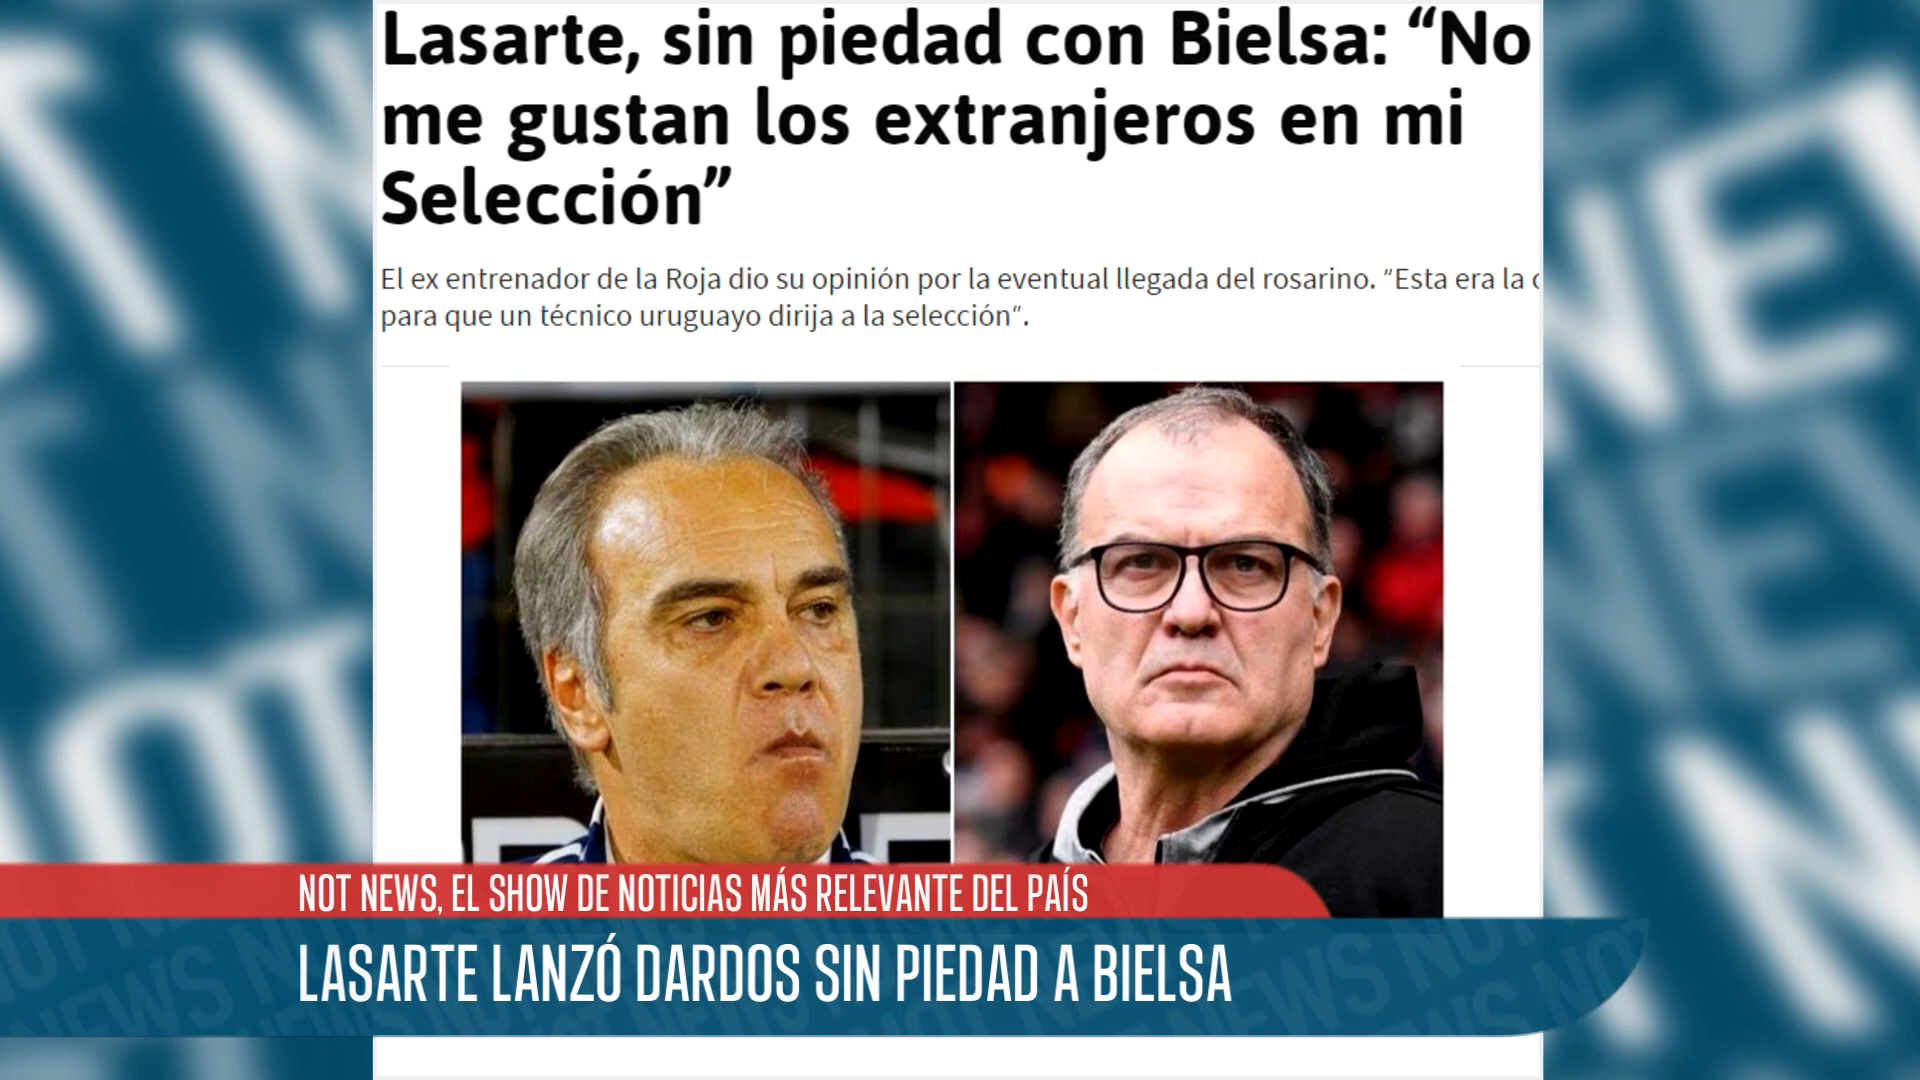 Lasarte, sin piedad con Bielsa: “No
me gustan los extranjeros en mi
Selección”
El ex entrenador de la Roja dio su opinión por la eventual llegada del rosarino. “Esta era la
para que un técnico uruguayo dirija a la selección”.
NOT NEWS, EL SHOW DE NOTICIAS MÁS RELEVANTE DEL PAÍS
LASARTE LANZÓ DARDOS SIN PIEDAD A BIELSA